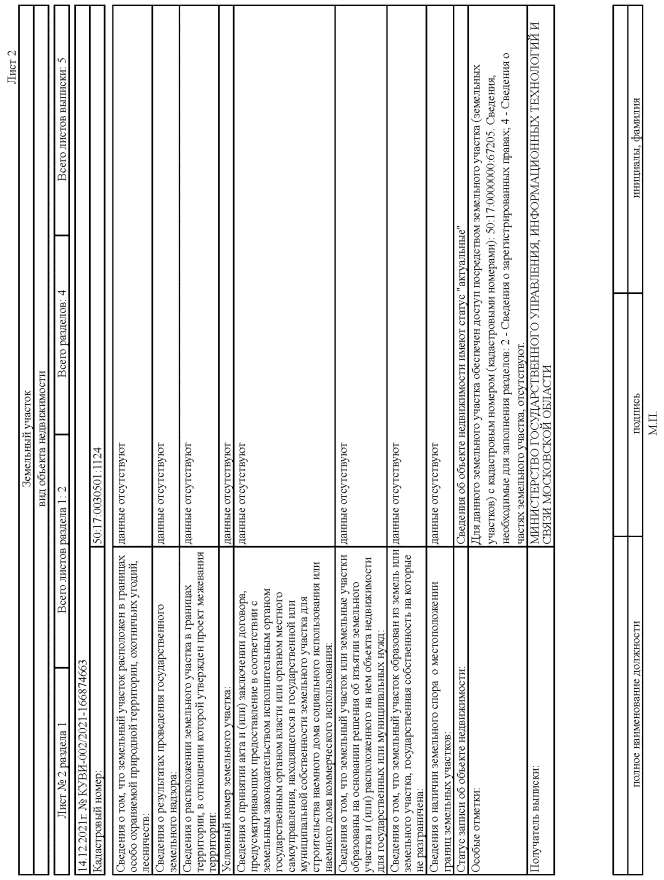 Лист 2
Земельный участок
вид объекта недвижимости
Лист № 2 раздела 1
Всего листов раздела 1: 2
Всего разделов: 4
Всего листов выписки: 5
14.12.2021г. № КУВИ-002/2021-166874663
Кадастровый номер:
50:17:0030501:1124
Сведения о том, что земельный участок расположен в границах
особо охраняемой природной территории, охотничьих угодий,
лесничеств:
данные отсутствуют
Сведения о результатах проведения государственного
земельного надзора:
данные отсутствуют
Сведения о расположении земельного участка в границах
территории, в отношении которой утвержден проект межевания
территории:
данные отсутствуют
Условный номер земельного участка:
данные отсутствуют
Сведения о принятии акта и (или) заключении договора,
предусматривающих предоставление в соответствии с
земельным законодательством исполнительным органом
государственным органом власти или органом местного
самоуправления, находящегося в государственной или
муниципальной собственности земельного участка для
строительства наемного дома социального использования или
наемного дома коммерческого использования:
данные отсутствуют
Сведения о том, что земельный участок или земельные участки
образованы на основании решения об изъятии земельного
участка и (или) расположенного на нем объекта недвижимости
для государственных или муниципальных нужд:
данные отсутствуют
Сведения о том, что земельный участок образован из земель или
земельного участка, государственная собственность на которые
не разграничена:
данные отсутствуют
Сведения о наличии земельного спора о местоположении
границ земельных участков:
данные отсутствуют
Статус записи об объекте недвижимости:
Сведения об объекте недвижимости имеют статус "актуальные"
Особые отметки:
Для данного земельного участка обеспечен доступ посредством земельного участка (земельных
участков) с кадастровым номером (кадастровыми номерами): 50:17:0000000:67205. Сведения,
необходимые для заполнения разделов: 2 - Сведения о зарегистрированных правах; 4 - Сведения о
частях земельного участка, отсутствуют.
Получатель выписки:
МИНИСТЕРСТВО ГОСУДАРСТВЕННОГО УПРАВЛЕНИЯ, ИНФОРМАЦИОННЫХ ТЕХНОЛОГИЙ И
СВЯЗИ МОСКОВСКОЙ ОБЛАСТИ
полное наименование должности
подпись
инициалы, фамилия
М.П.